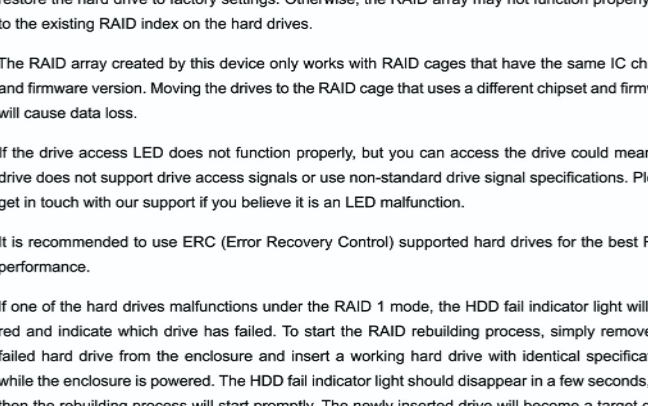 restore the hard drive to factory settings. Otherwise, the RAID array may not function properly
to the existing RAID index on the hard drives.
The RAID array created by this device only works with RAID cages that have the same IC ch
and firmware version. Moving the drives to the RAID cage that uses a different chipset and firm
will cause data loss.
If the drive access LED does not function properly, but you can access the drive could mean
drive does not support drive access signals or use non-standard drive signal specifications. Pl
get in touch with our support if you believe it is an LED malfunction.
It is recommended to use ERC (Error Recovery Control) supported hard drives for the best
performance.
If one of the hard drives malfunctions under the RAID 1 mode, the HDD fail indicator light will
red and indicate which drive has failed. To start the RAID rebuilding process, simply remove
failed hard drive from the enclosure and insert a working hard drive with identical specifica
while the enclosure is powered. The HDD fail indicator light should disappear in a few seconds,
then the rebuilding process will start promptly. The newly inserted drive will become a target